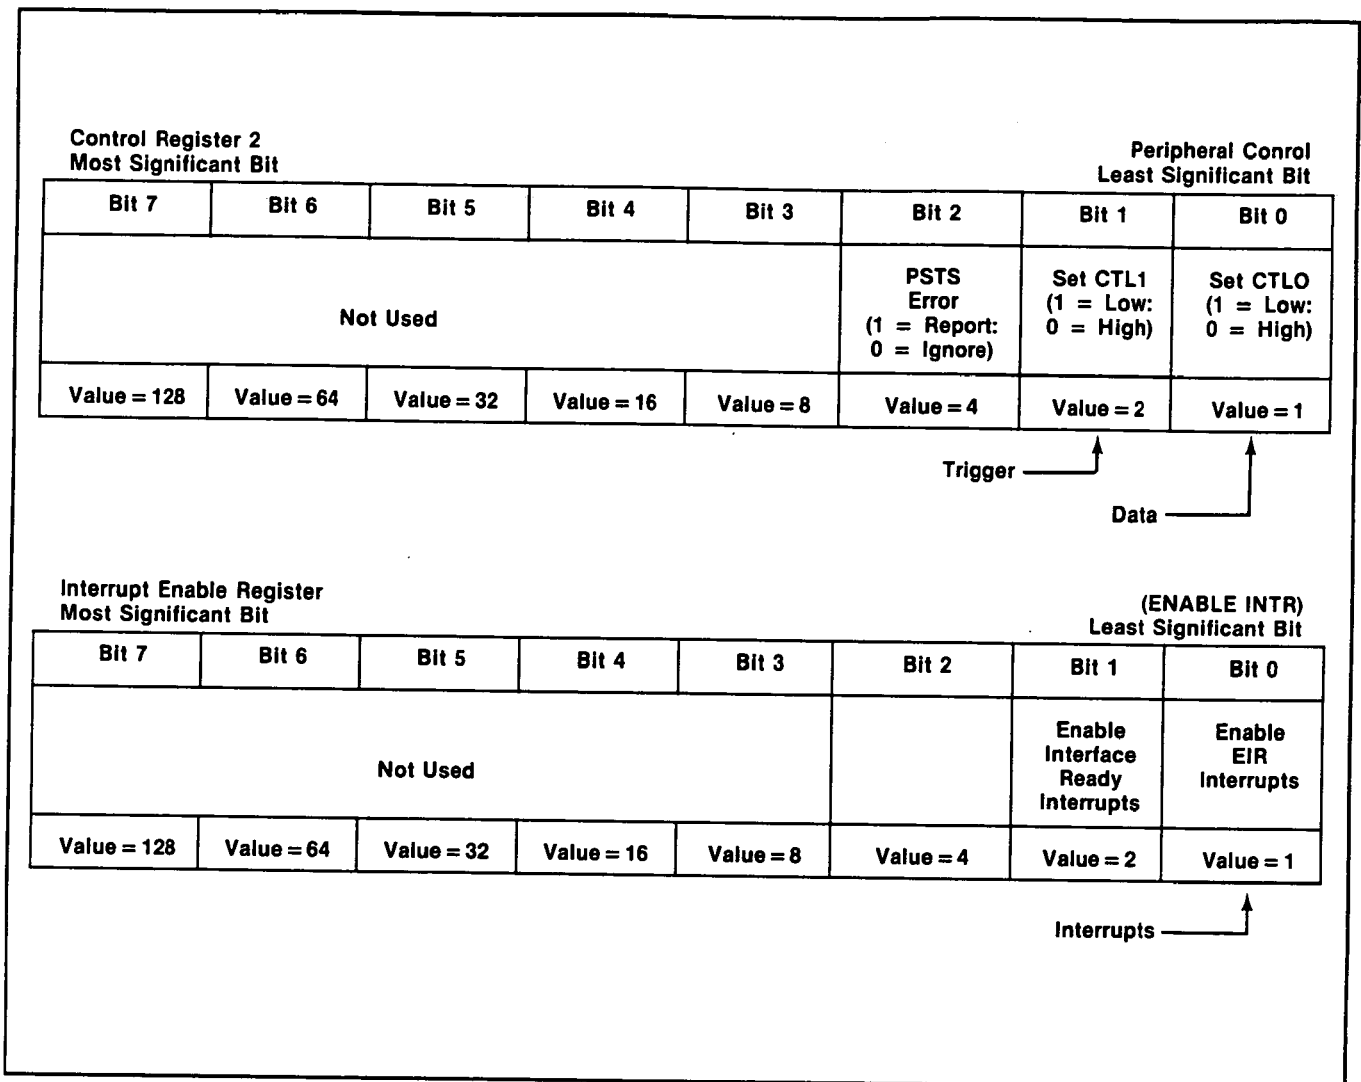 Control Register 2
Most Significant Bit
Peripheral Conrol
Least Significant Bit
Bit 7 Bit 6 Bit 5 Bit 4 Bit 3 Bit 2 Bit 1 Bit 0
Not Used
PSTS
Error
(1 = Report:
0 = Ignore)
Set CTL1
(1 = Low:
0 = High)
Set CTLO
(1 = Low:
0 = High)
Value = 128 Value = 64 Value = 32 Value = 16 Value = 8 Value = 4 Value = 2 Value = 1
Trigger
Data
Interrupt Enable Register
Most Significant Bit
(ENABLE INTR)
Least Significant Bit
Bit 7 Bit 6 Bit 5 Bit 4 Bit 3 Bit 2 Bit 1 Bit 0
Not Used
Enable
Interface
Ready
Interrupts
Enable
EIR
Interrupts
Value = 128 Value = 64 Value = 32 Value = 16 Value = 8 Value = 4 Value = 2 Value = 1
Interrupts